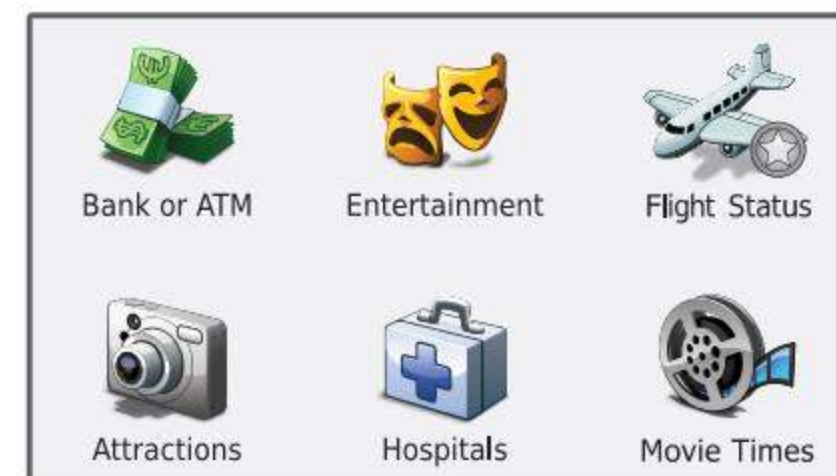 Bank or ATM
Entertainment
Flight Status
Attractions
Hospitals
Movie Times